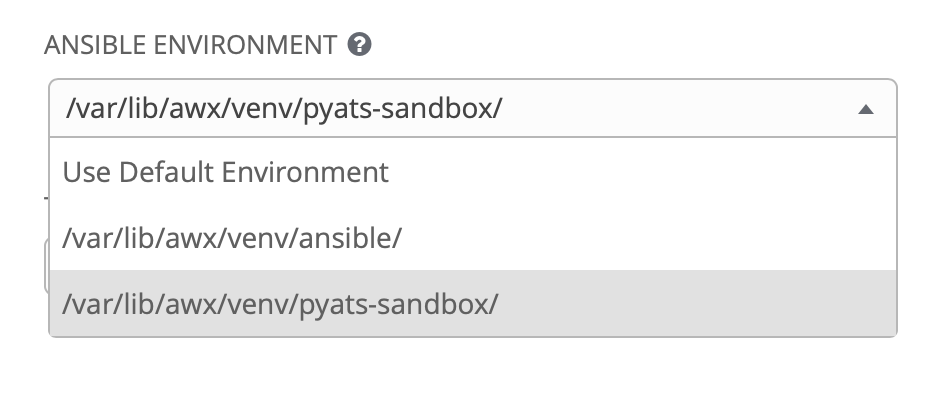 ANSIBLE ENVIRONMENT ?
/var/lib/awx/venv/pyats-sandbox/
Use Default Environment
/var/lib/awx/venv/ansible/
/var/lib/awx/venv/pyats-sandbox/